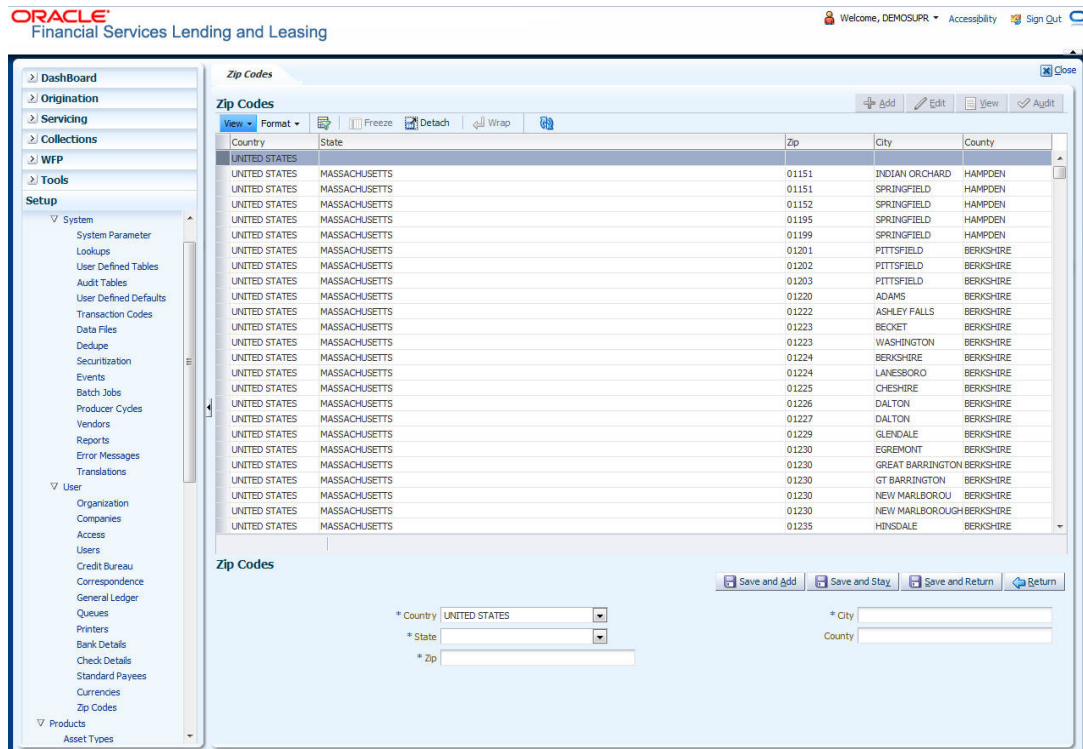 ORACLE
Financial Services Lending and Leasing
Welcome, DEMOSUPR Accessibility Sign Out
DashBoard
Origination
Servicing
Collections
WFP
Tools
Setup
System
System Parameter
Lookups
User Defined Tables
Audit Tables
User Defined Defaults
Transaction Codes
Data Files
Dedupe
Securitization
Events
Batch Jobs
Producer Cycles
Vendors
Reports
Error Messages
Translations
User
Organization
Companies
Access
Users
Credit Bureau
Correspondence
General Ledger
Queues
Printers
Bank Details
Check Details
Standard Payees
Currencies
Zip Codes
Products
Asset Types
Zip Codes
Close
Zip Codes
Add Edit View Audit
View Format Freeze Detach Wrap
Country State Zip City County
UNITED STATES
UNITED STATES MASSACHUSETTS 01151 INDIAN ORCHARD HAMPDEN
UNITED STATES MASSACHUSETTS 01151 SPRINGFIELD HAMPDEN
UNITED STATES MASSACHUSETTS 01152 SPRINGFIELD HAMPDEN
UNITED STATES MASSACHUSETTS 01195 SPRINGFIELD HAMPDEN
UNITED STATES MASSACHUSETTS 01199 SPRINGFIELD HAMPDEN
UNITED STATES MASSACHUSETTS 01201 PITTSFIELD BERKSHIRE
UNITED STATES MASSACHUSETTS 01202 PITTSFIELD BERKSHIRE
UNITED STATES MASSACHUSETTS 01203 PITTSFIELD BERKSHIRE
UNITED STATES MASSACHUSETTS 01220 ADAMS BERKSHIRE
UNITED STATES MASSACHUSETTS 01222 ASHLEY FALLS BERKSHIRE
UNITED STATES MASSACHUSETTS 01223 BECKET BERKSHIRE
UNITED STATES MASSACHUSETTS 01223 WASHINGTON BERKSHIRE
UNITED STATES MASSACHUSETTS 01224 BERKSHIRE BERKSHIRE
UNITED STATES MASSACHUSETTS 01224 LANESBORO BERKSHIRE
UNITED STATES MASSACHUSETTS 01225 CHESHIRE BERKSHIRE
UNITED STATES MASSACHUSETTS 01226 DALTON BERKSHIRE
UNITED STATES MASSACHUSETTS 01227 DALTON BERKSHIRE
UNITED STATES MASSACHUSETTS 01229 GLENDALE BERKSHIRE
UNITED STATES MASSACHUSETTS 01230 EGREMONT BERKSHIRE
UNITED STATES MASSACHUSETTS 01230 GREAT BARRINGTON BERKSHIRE
UNITED STATES MASSACHUSETTS 01230 GT BARRINGTON BERKSHIRE
UNITED STATES MASSACHUSETTS 01230 NEW MARLBOROU BERKSHIRE
UNITED STATES MASSACHUSETTS 01230 NEW MARLBOROUGH BERKSHIRE
UNITED STATES MASSACHUSETTS 01235 HINSDALE BERKSHIRE
Zip Codes
Save and Add Save and Stay Save and Return Return
* Country UNITED STATES * City
* State County
* Zip